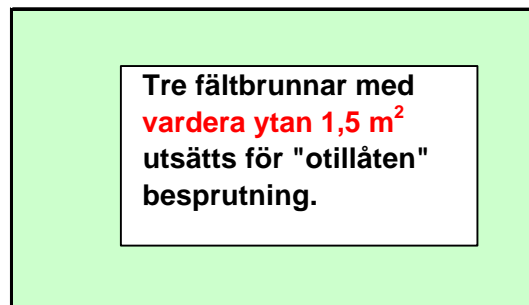 Tre fältbrunnar med
vardera ytan 1,5 m²
utsätts för "otillåten"
besprutning.